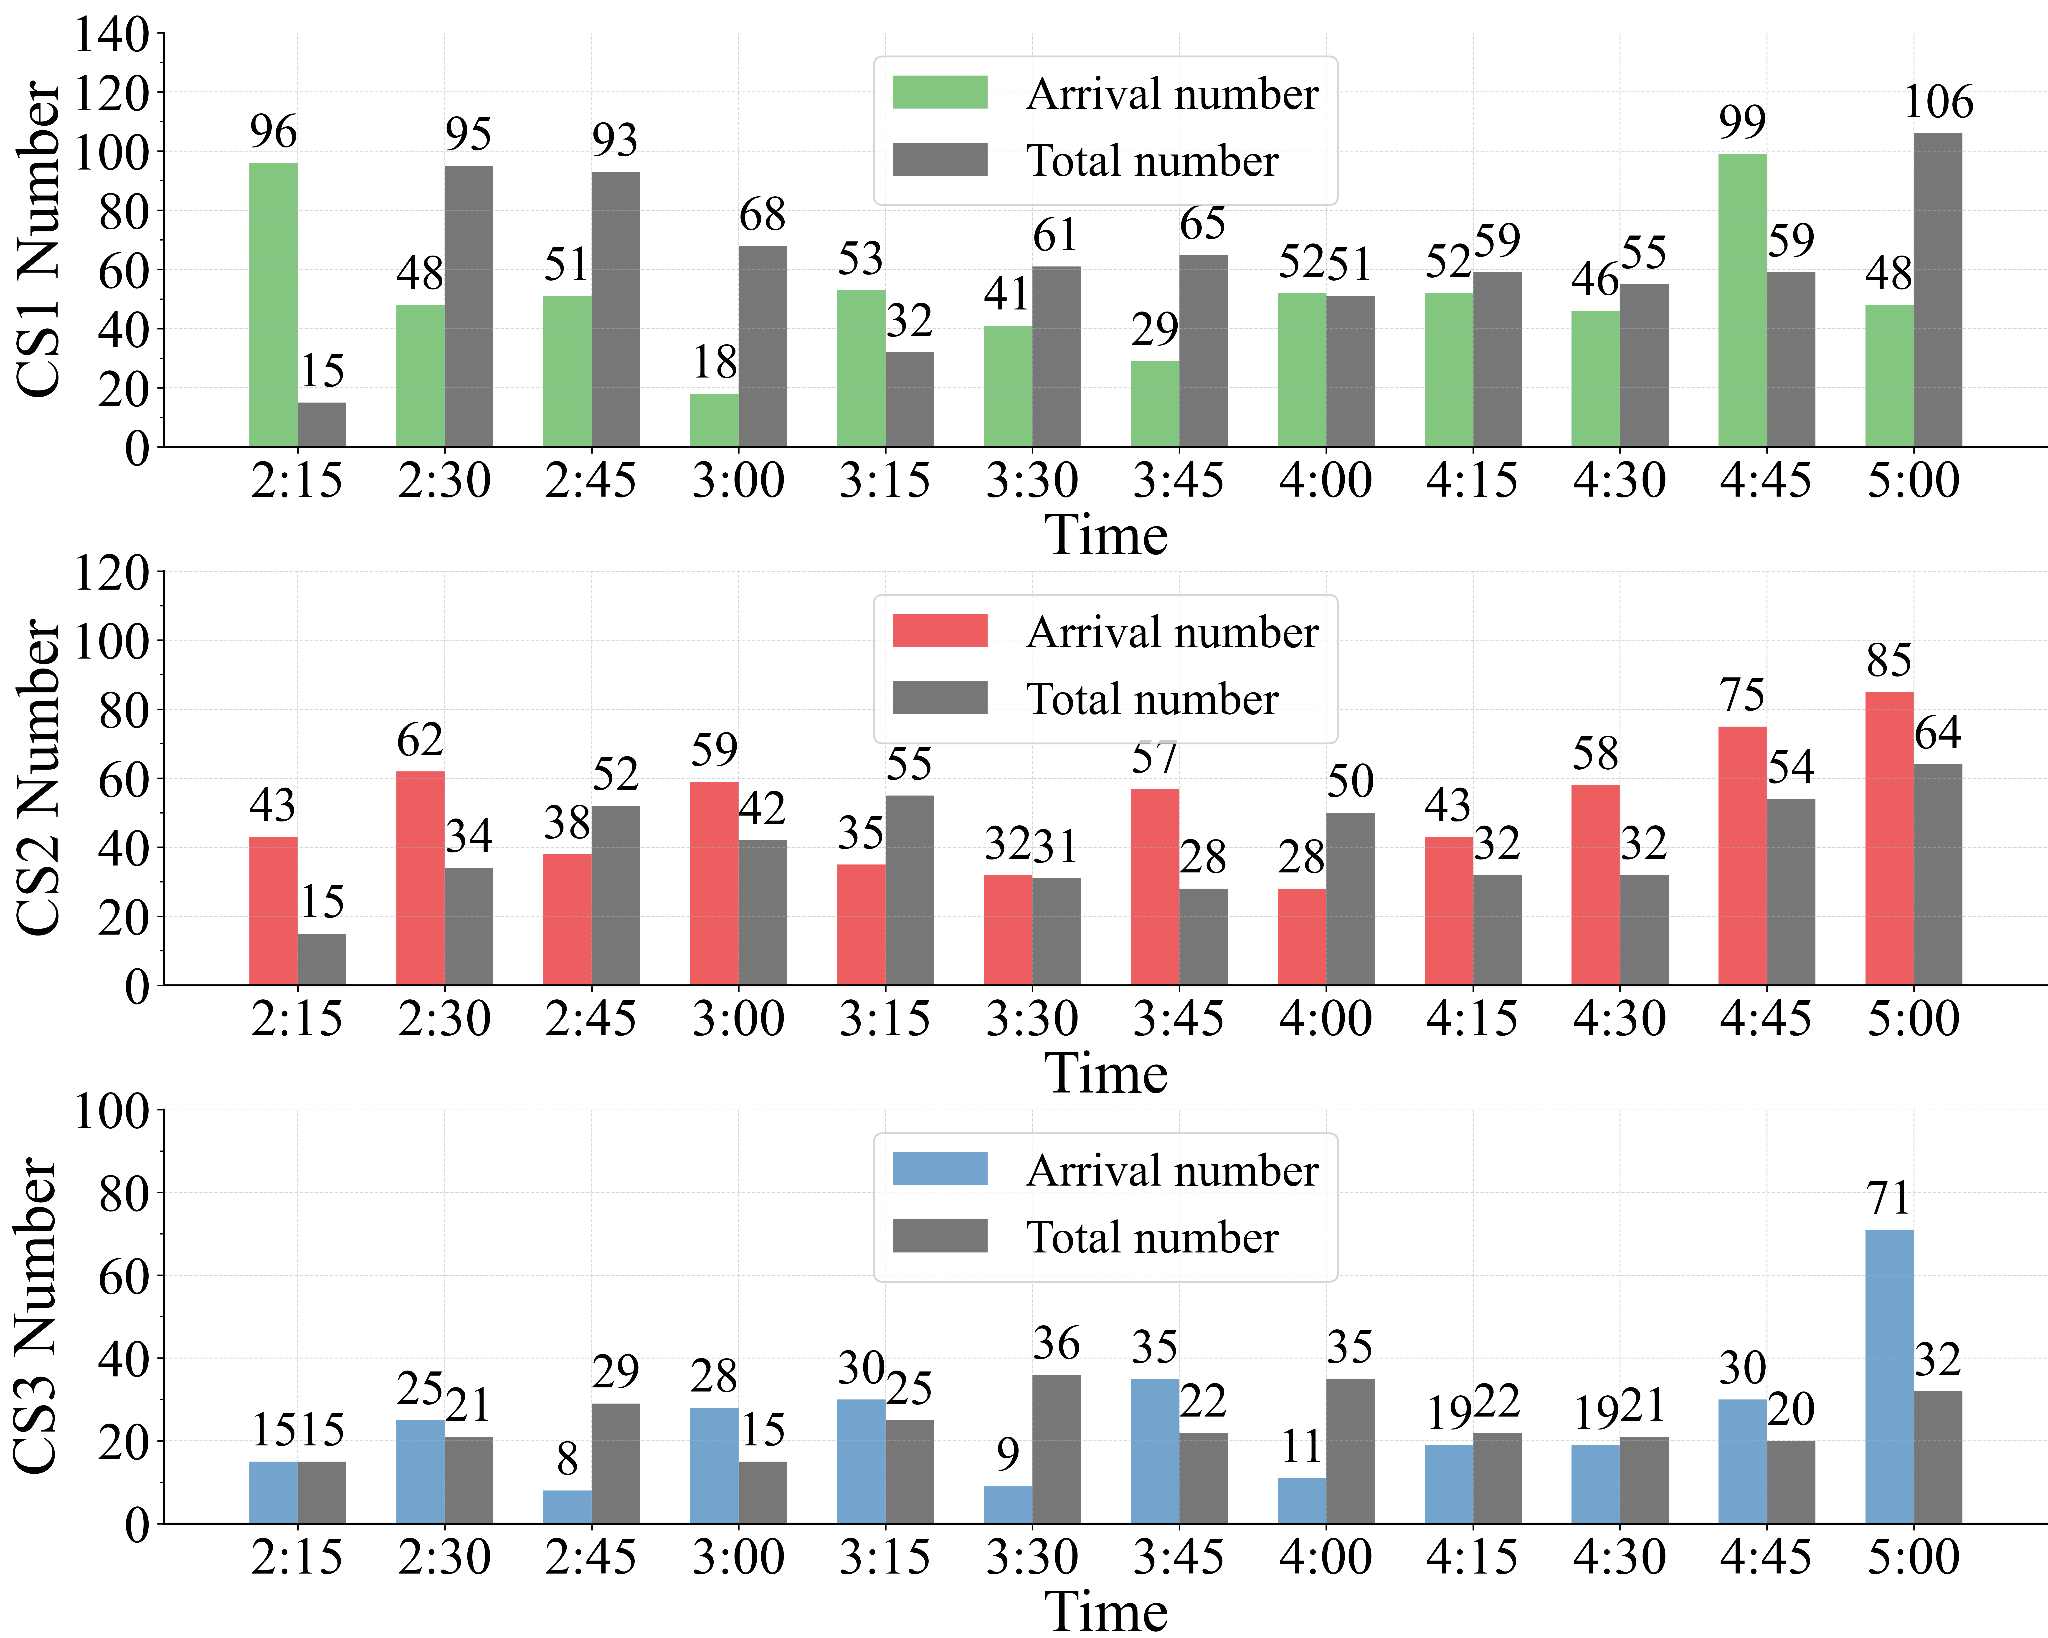 CS1 Number
140
120
100
80
60
40
20
0
Arrival number
Total number
96 15 48 95 51 93 18 68 53 32 41 61 29 65 52 51 52 59 46 55 99 59 48 106
2:15 2:30 2:45 3:00 3:15 3:30 3:45 4:00 4:15 4:30 4:45 5:00
Time
CS2 Number
120
100
80
60
40
20
0
Arrival number
Total number
43 15 62 34 38 52 59 42 35 55 32 31 57 28 28 50 43 32 58 32 75 54 85 64
2:15 2:30 2:45 3:00 3:15 3:30 3:45 4:00 4:15 4:30 4:45 5:00
Time
CS3 Number
100
80
60
40
20
0
Arrival number
Total number
15 15 25 21 8 29 28 15 30 25 9 36 35 22 11 35 19 22 19 21 30 20 71 32
2:15 2:30 2:45 3:00 3:15 3:30 3:45 4:00 4:15 4:30 4:45 5:00
Time